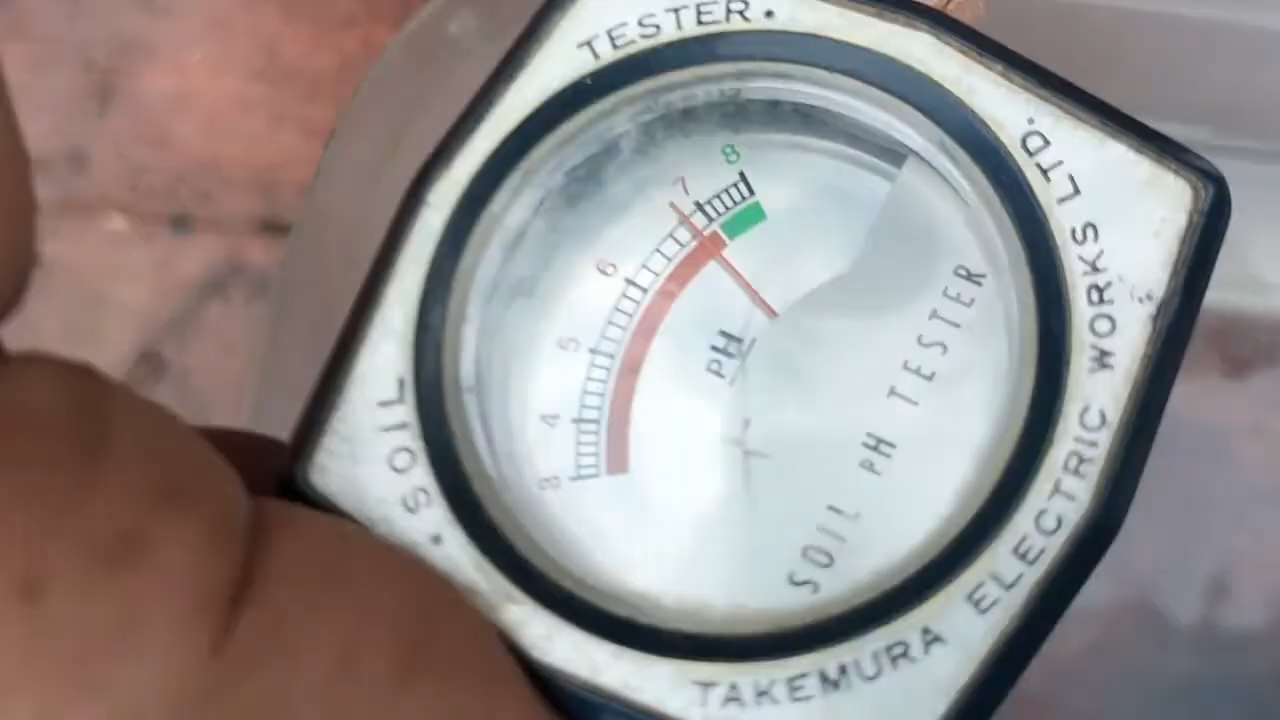 • SOIL TESTER. •
TAKEMURA ELECTRIC WORKS LTD.
8
7
6
5
4
3
PH
SOIL PH TESTER